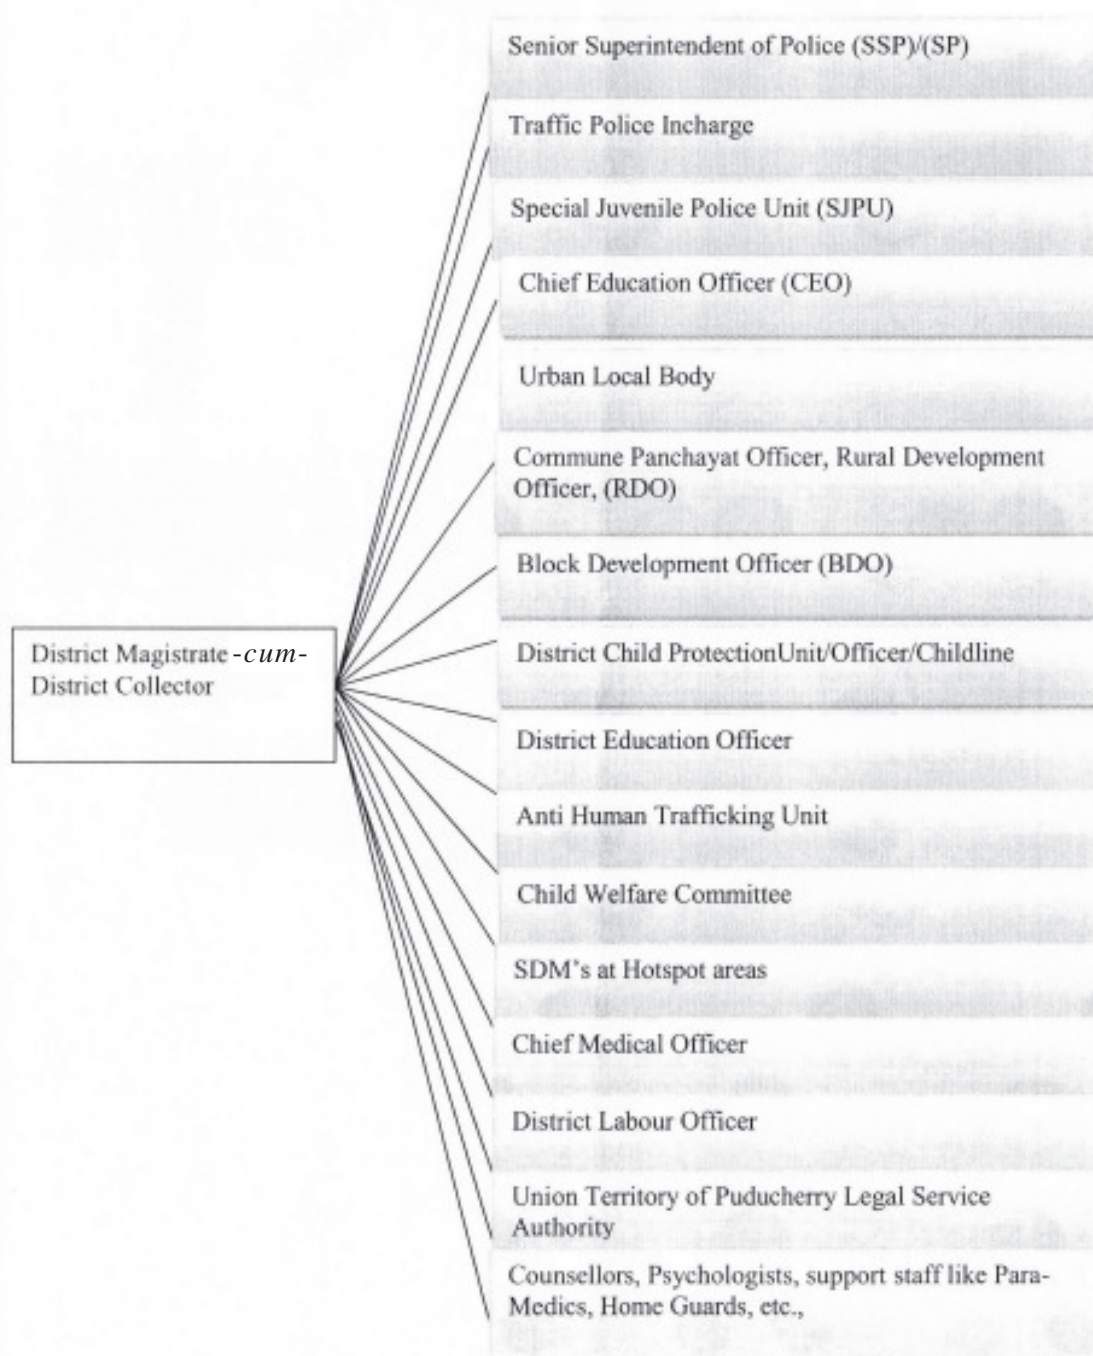 Senior Superintendent of Police (SSP)/(SP)
Traffic Police Incharge
Special Juvenile Police Unit (SJPU)
Chief Education Officer (CEO)
Urban Local Body
Commune Panchayat Officer, Rural Development
Officer, (RDO)
Block Development Officer (BDO)
District Magistrate -cum-
District Collector
District Child ProtectionUnit/Officer/Childline
District Education Officer
Anti Human Trafficking Unit
Child Welfare Committee
SDM's at Hotspot areas
Chief Medical Officer
District Labour Officer
Union Territory of Puducherry Legal Service
Authority
Counsellors, Psychologists, support staff like Para-
Medics, Home Guards, etc.,